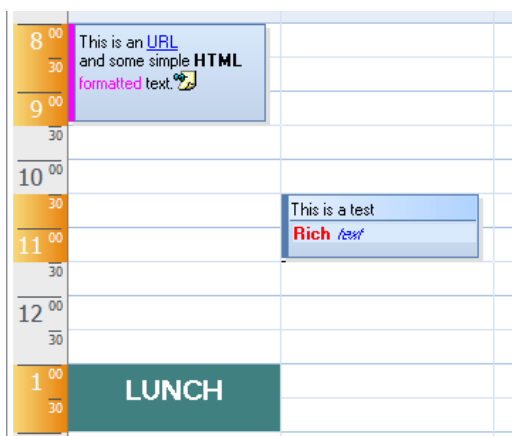 8 00
This is an URL
30
and some simple HTML
formatted text.
9 00
30
10 00
30
This is a test
11 00
Rich text
30
12 00
30
1 00
LUNCH
30